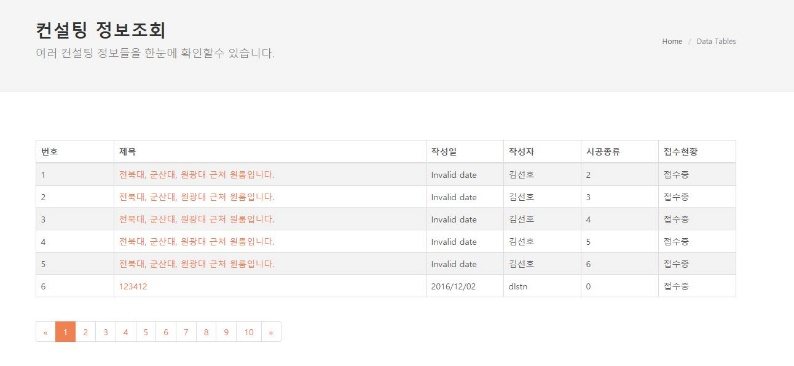 컨설팅 정보조회
여러 컨설팅 정보들을 한눈에 확인할수 있습니다.
Home / Data Tables
번호 제목 작성일 작성자 시공종류 접수현황
1 전북대, 군산대, 원광대 근처 원룸입니다. Invalid date 김선호 2 접수중
2 전북대, 군산대, 원광대 근처 원룸입니다. Invalid date 김선호 3 접수중
3 전북대, 군산대, 원광대 근처 원룸입니다. Invalid date 김선호 4 접수중
4 전북대, 군산대, 원광대 근처 원룸입니다. Invalid date 김선호 5 접수중
5 전북대, 군산대, 원광대 근처 원룸입니다. Invalid date 김선호 6 접수중
6 123412 2016/12/02 dlstn 0 접수중
« 1 2 3 4 5 6 7 8 9 10 »